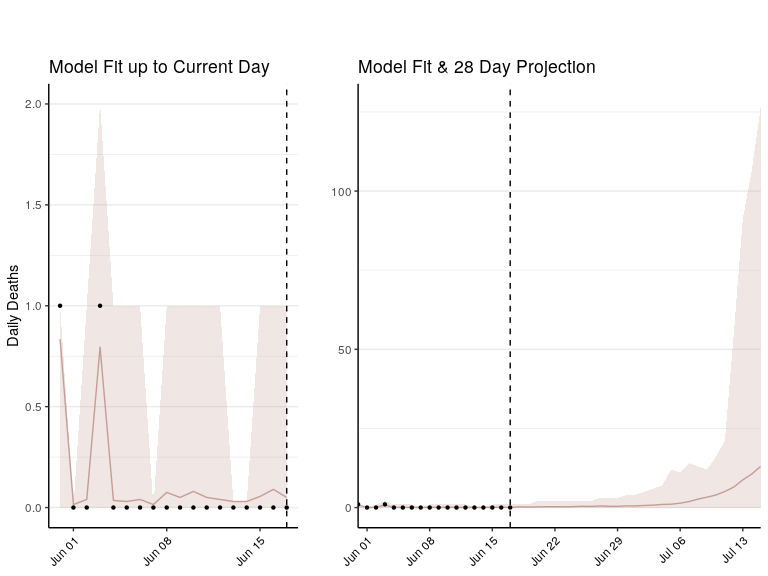 Model Fit up to Current Day
Model Fit & 28 Day Projection
Daily Deaths
2.0
1.5
1.0
0.5
0.0
Jun 01
Jun 08
Jun 15
100
50
0
Jun 01
Jun 08
Jun 15
Jun 22
Jun 29
Jul 06
Jul 13